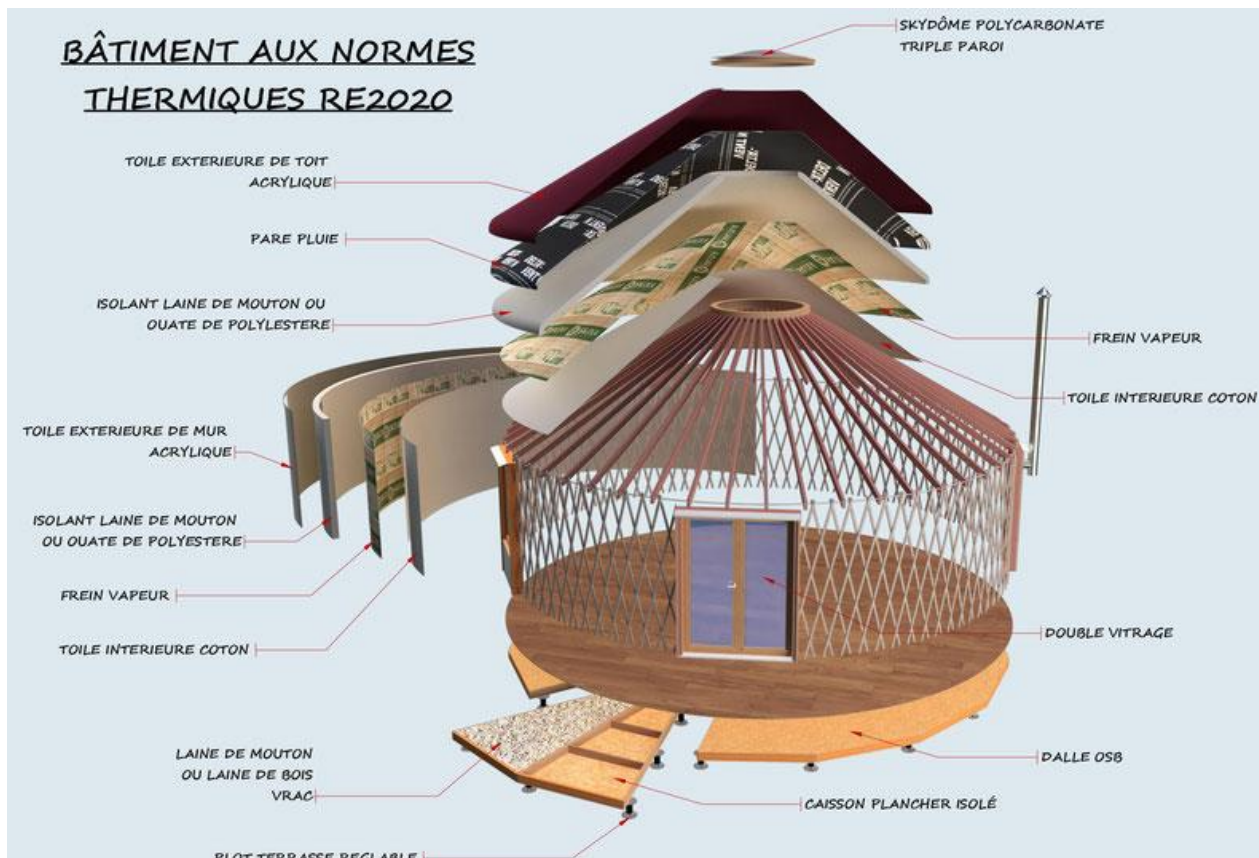 BÂTIMENT AUX NORMES
THERMIQUES RE2020
SKYDÔME POLYCARBONATE
TRIPLE PAROI
TOILE EXTERIEURE DE TOIT
ACRYLIQUE
PARE PLUIE
ISOLANT LAINE DE MOUTON OU
OUATE DE POLYLESTERE
FREIN VAPEUR
TOILE INTERIEURE COTON
TOILE EXTERIEURE DE MUR
ACRYLIQUE
ISOLANT LAINE DE MOUTON
OU OUATE DE POLYESTERE
FREIN VAPEUR
TOILE INTERIEURE COTON
DOUBLE VITRAGE
LAINE DE MOUTON
OU LAINE DE BOIS
VRAC
DALLE OSB
CAISSON PLANCHER ISOLÉ
PLOT TERRASSE REGLABLE